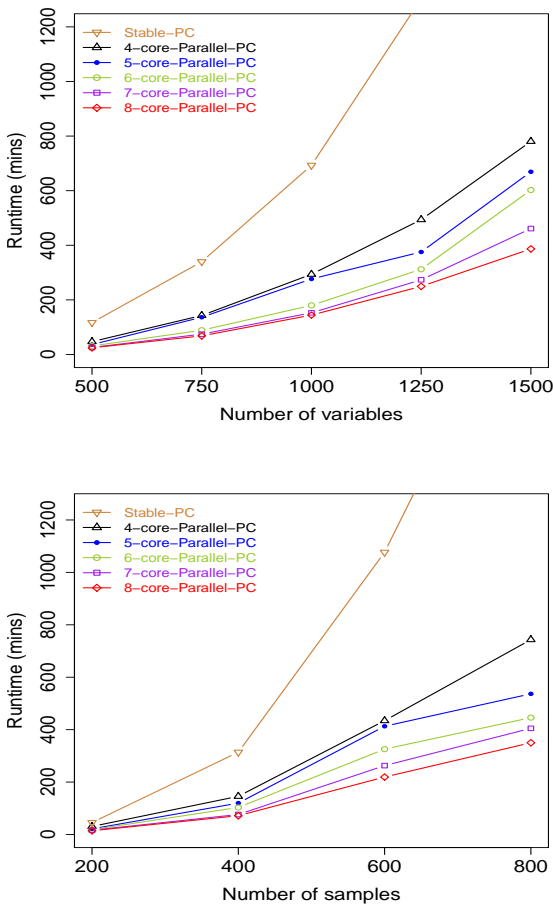 Runtime (mins)
1200
1000
800
600
400
200
0
Stable−PC
4−core−Parallel−PC
5−core−Parallel−PC
6−core−Parallel−PC
7−core−Parallel−PC
8−core−Parallel−PC
500 750 1000 1250 1500
Number of variables
Runtime (mins)
1200
1000
800
600
400
200
0
Stable−PC
4−core−Parallel−PC
5−core−Parallel−PC
6−core−Parallel−PC
7−core−Parallel−PC
8−core−Parallel−PC
200 400 600 800
Number of samples